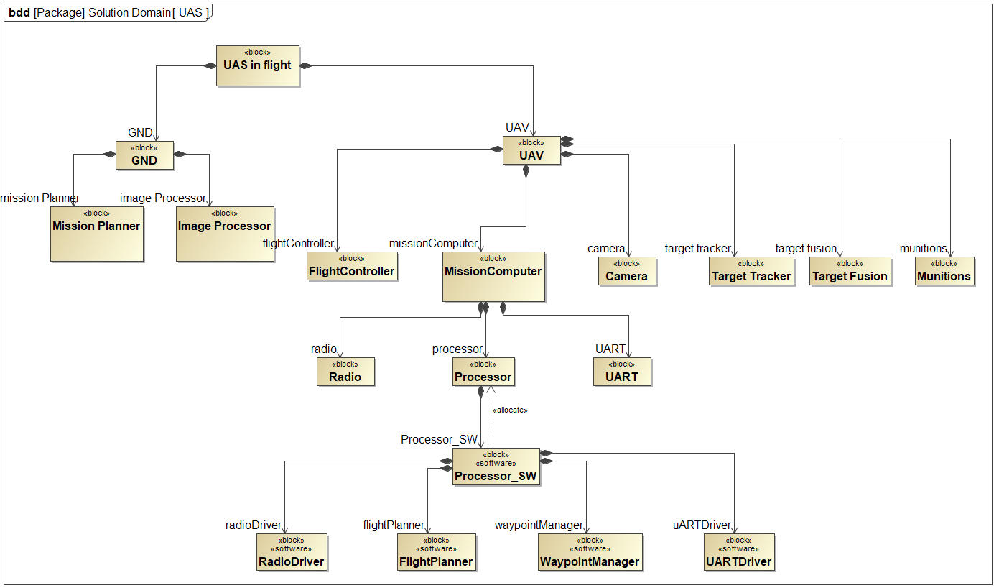 bdd [Package] Solution Domain[ UAS ]
«block»
UAS in flight
GND
«block»
GND
UAV
«block»
UAV
mission Planner
«block»
Mission Planner
image Processor
«block»
Image Processor
flightController
«block»
FlightController
missionComputer
«block»
MissionComputer
camera
«block»
Camera
target tracker
«block»
Target Tracker
target fusion
«block»
Target Fusion
munitions
«block»
Munitions
radio
«block»
Radio
processor
«block»
Processor
UART
«block»
UART
«allocate»
Processor_SW
«block»
«software»
Processor_SW
radioDriver
«block»
«software»
RadioDriver
flightPlanner
«block»
«software»
FlightPlanner
waypointManager
«block»
«software»
WaypointManager
uARTDriver
«block»
«software»
UARTDriver